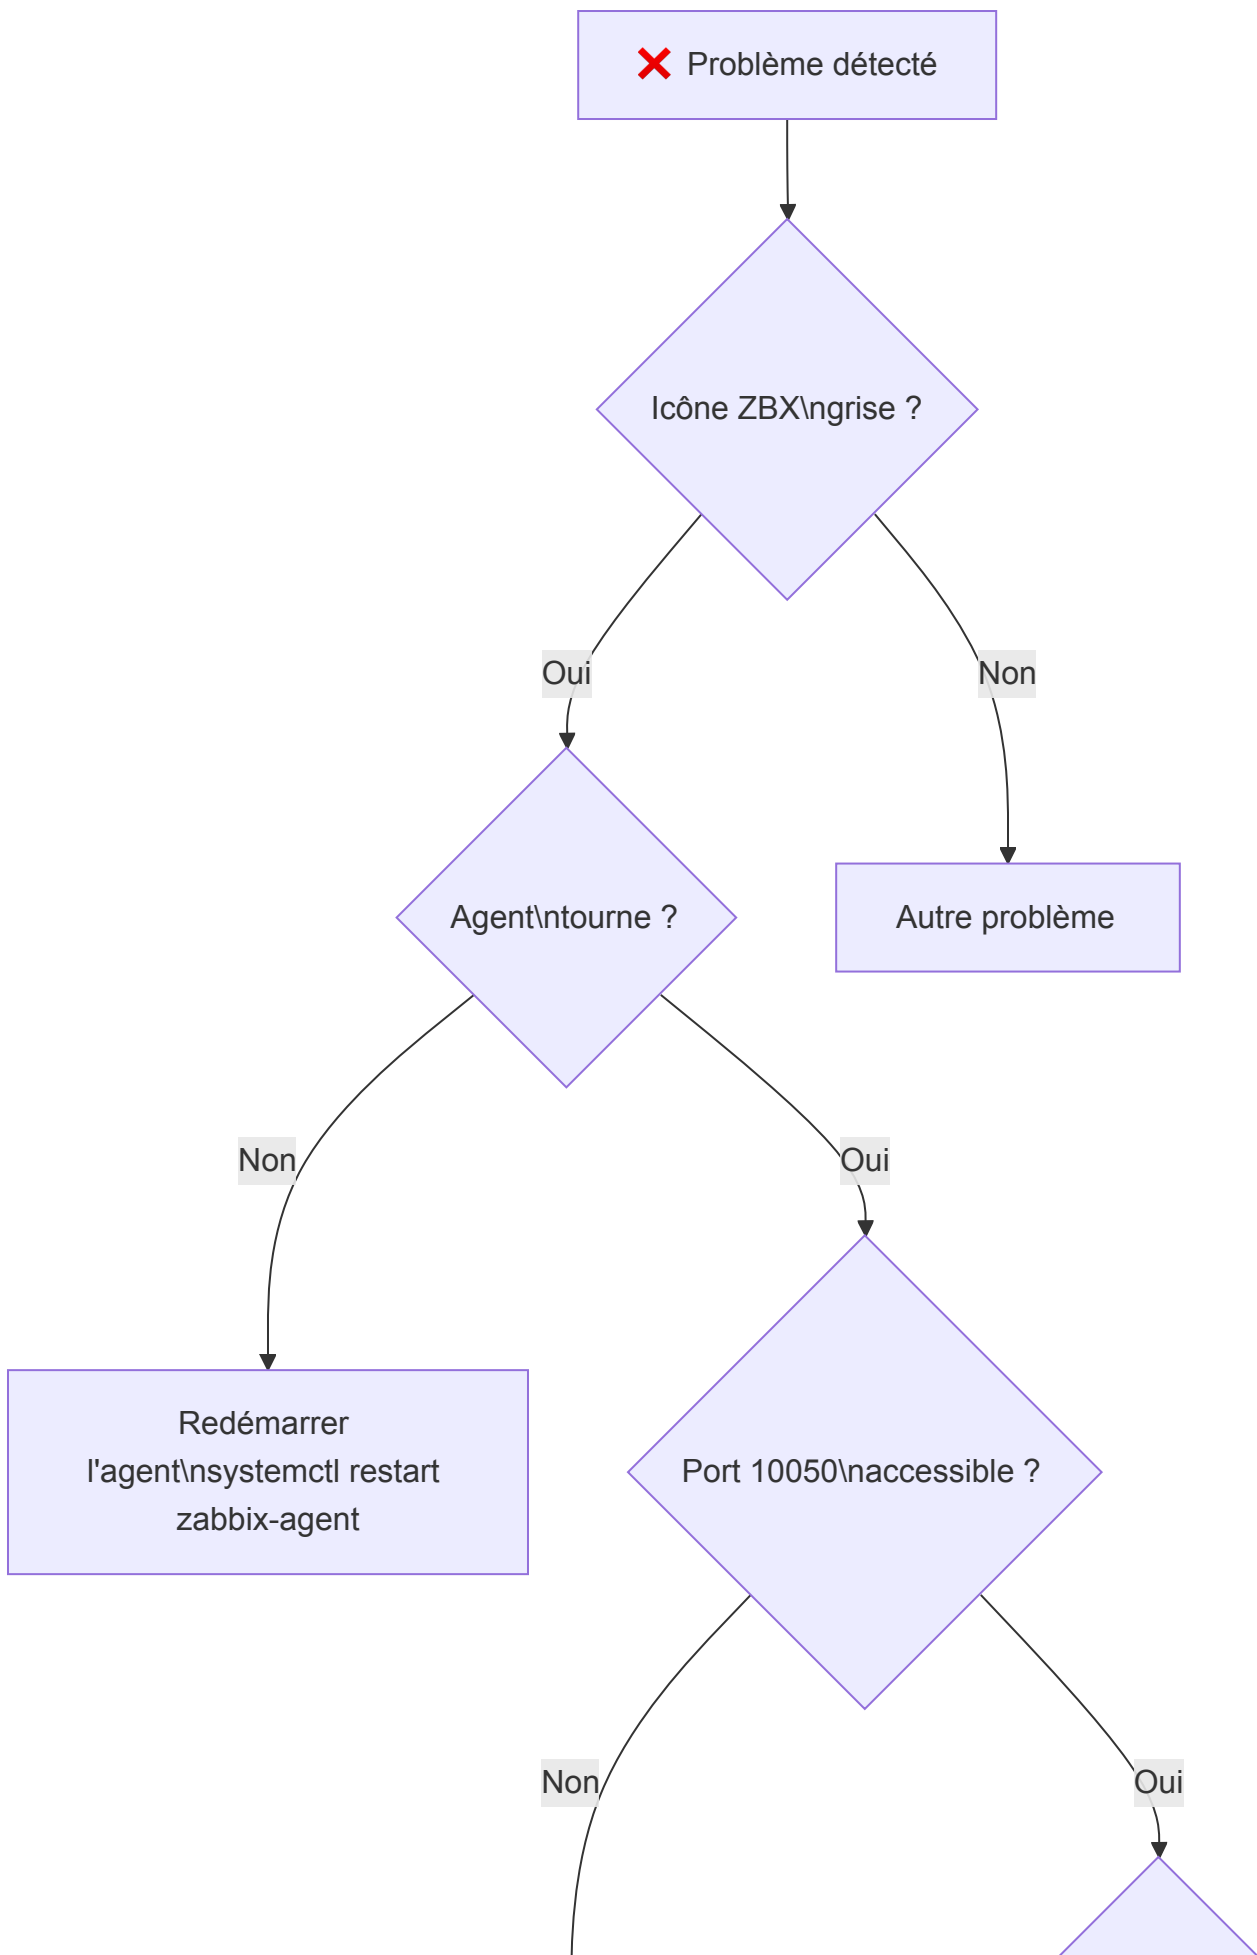 ❌ Problème détecté
Icône ZBX\ngrise ?
Oui
Non
Agent\ntourne ?
Autre problème
Non
Oui
Redémarrer
l'agent\nsystemctl restart
zabbix-agent
Port 10050\naccessible ?
Non
Oui